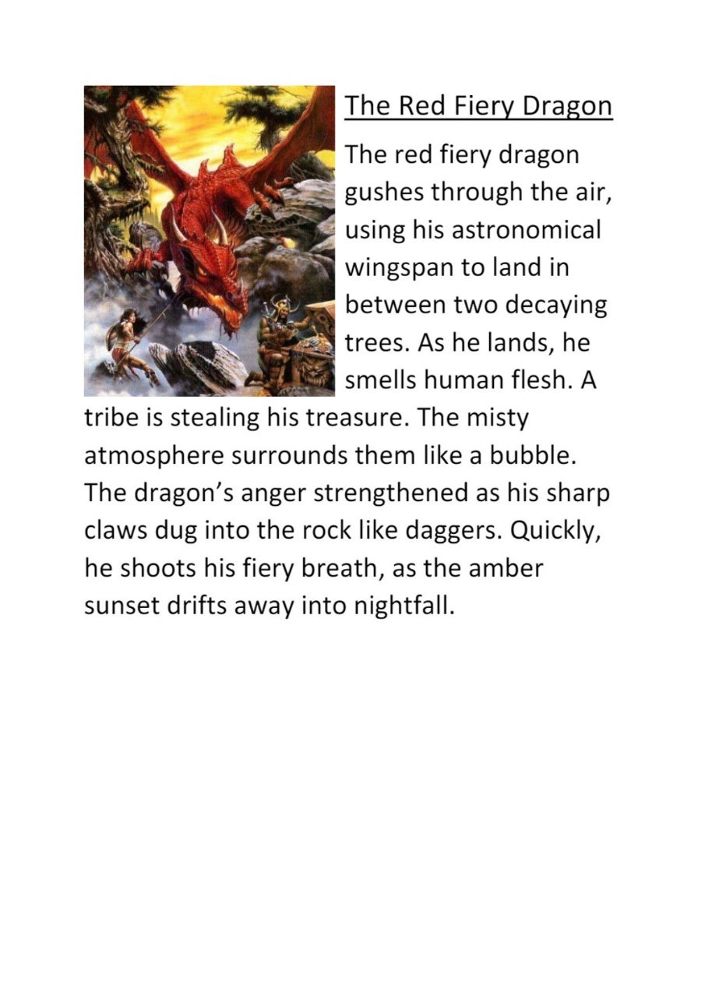 The Red Fiery Dragon
The red fiery dragon
gushes through the air,
using his astronomical
wingspan to land in
between two decaying
trees. As he lands, he
smells human flesh. A
tribe is stealing his treasure. The misty
atmosphere surrounds them like a bubble.
The dragon’s anger strengthened as his sharp
claws dug into the rock like daggers. Quickly,
he shoots his fiery breath, as the amber
sunset drifts away into nightfall.